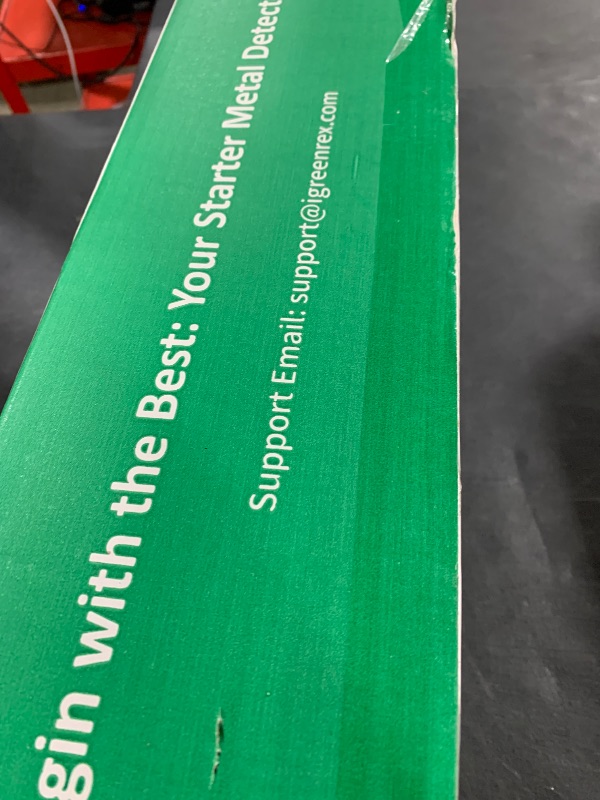 gin with the Best: Your Starter Metal Detect
Support Email: support@igreenrex.com